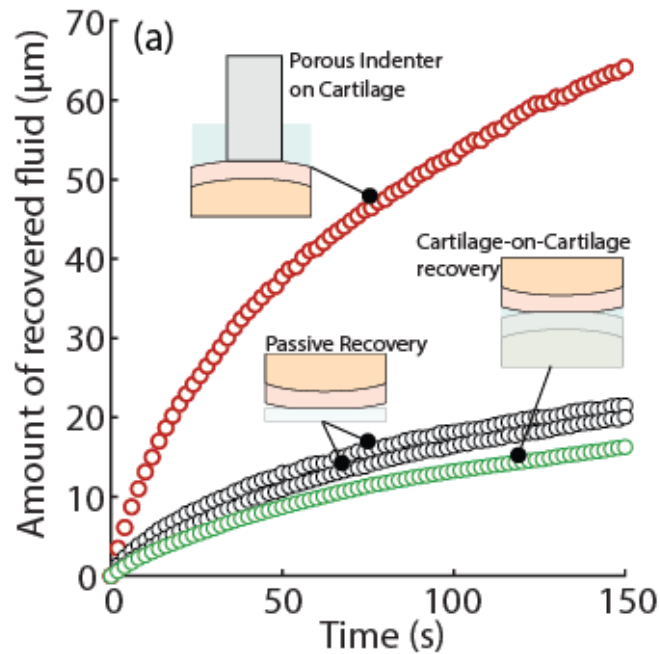 (a)
Porous Indenter
on Cartilage
Cartilage-on-Cartilage
recovery
Passive Recovery
Amount of recovered fluid (μm)
70
60
50
40
30
20
10
0
0 50 100 150
Time (s)